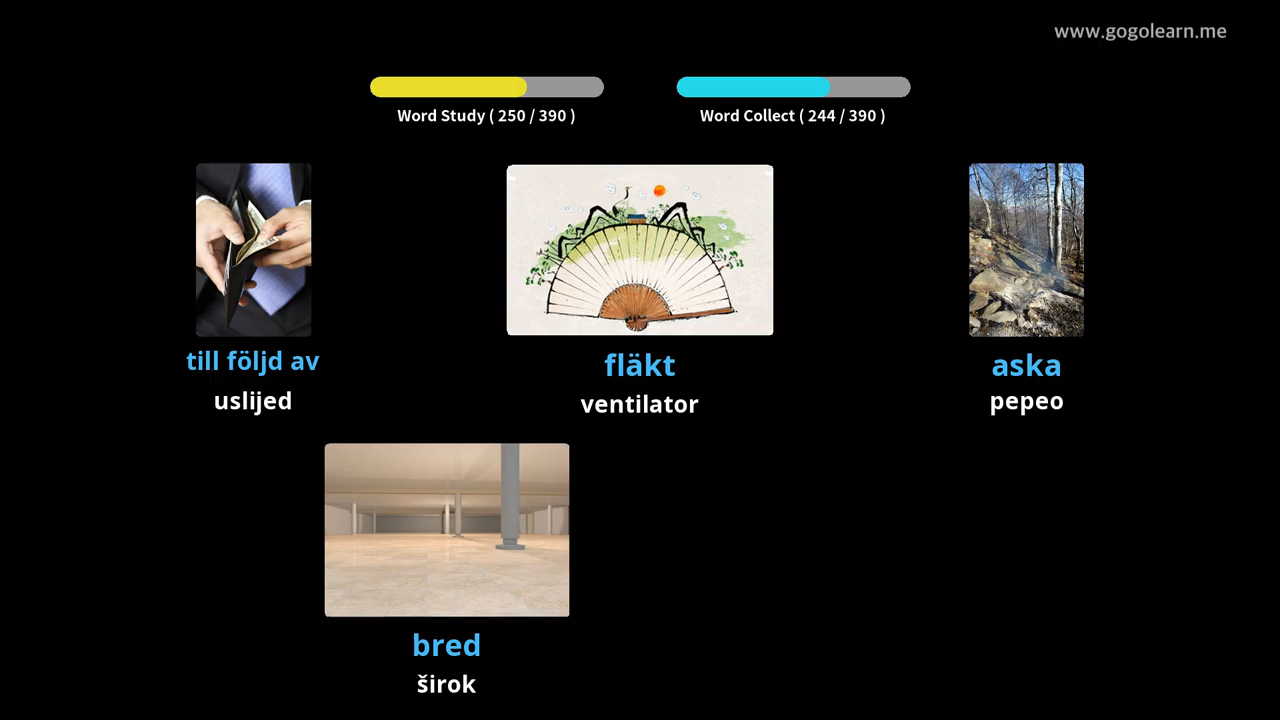 www.gogolearn.me
Word Study ( 250 / 390 )
Word Collect ( 244 / 390 )
till följd av
uslijed
fläkt
ventilator
aska
pepeo
bred
širok